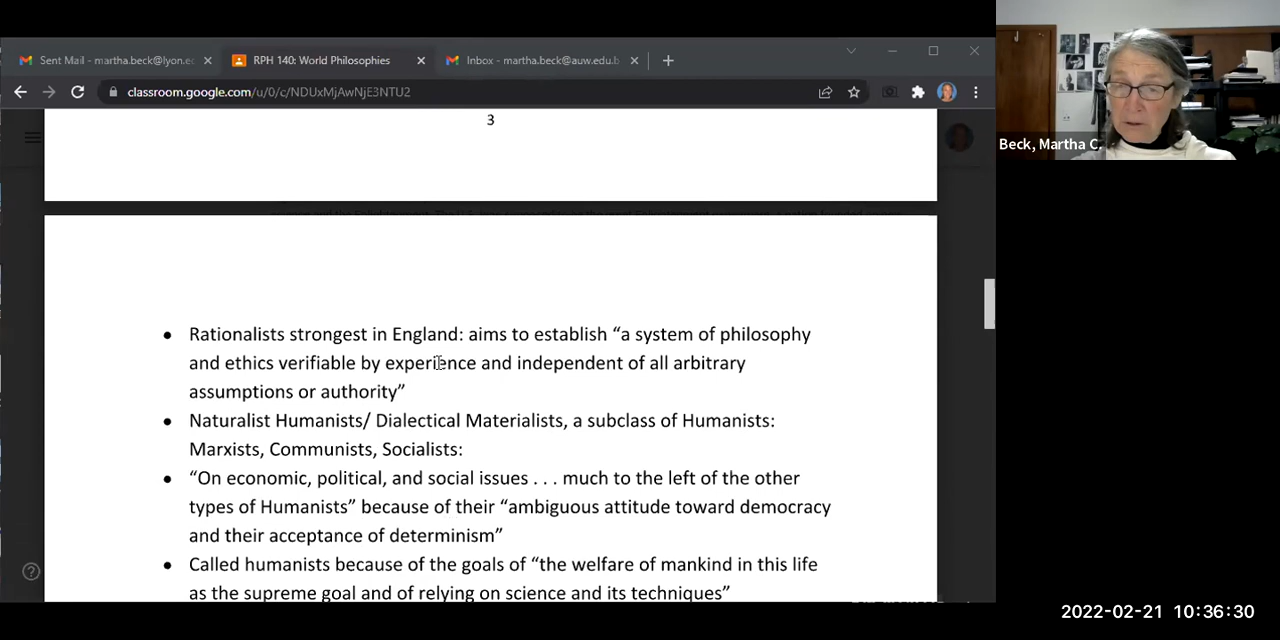 Sent Mail - martha.beck@lyon.e
RPH 140: World Philosophies
Inbox - martha.beck@auw.edu.b
classroom.google.com/u/0/c/NDUxMjAwNjE3NTU2
3
Beck, Martha C.
• Rationalists strongest in England: aims to establish “a system of philosophy
and ethics verifiable by experience and independent of all arbitrary
assumptions or authority”
• Naturalist Humanists/ Dialectical Materialists, a subclass of Humanists:
Marxists, Communists, Socialists:
• “On economic, political, and social issues . . . much to the left of the other
types of Humanists” because of their “ambiguous attitude toward democracy
and their acceptance of determinism”
• Called humanists because of the goals of “the welfare of mankind in this life
as the supreme goal and of relying on science and its techniques”
2022-02-21 10:36:30